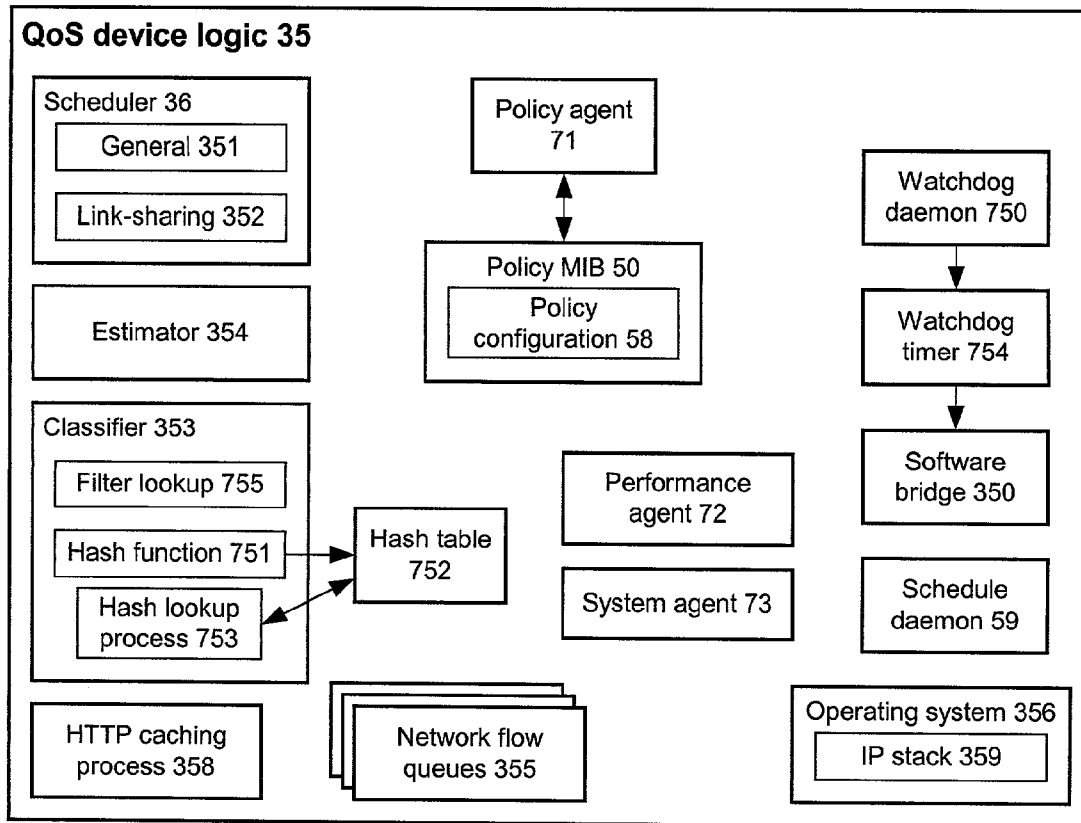 QoS device logic 35
Scheduler 36
General 351
Link-sharing 352
Estimator 354
Classifier 353
Filter lookup 755
Hash function 751
Hash lookup
process 753
Hash table
752
HTTP caching
process 358
Network flow
queues 355
Policy agent
71
Policy MIB 50
Policy
configuration 58
Performance
agent 72
System agent 73
Watchdog
daemon 750
Watchdog
timer 754
Software
bridge 350
Schedule
daemon 59
Operating system 356
IP stack 359